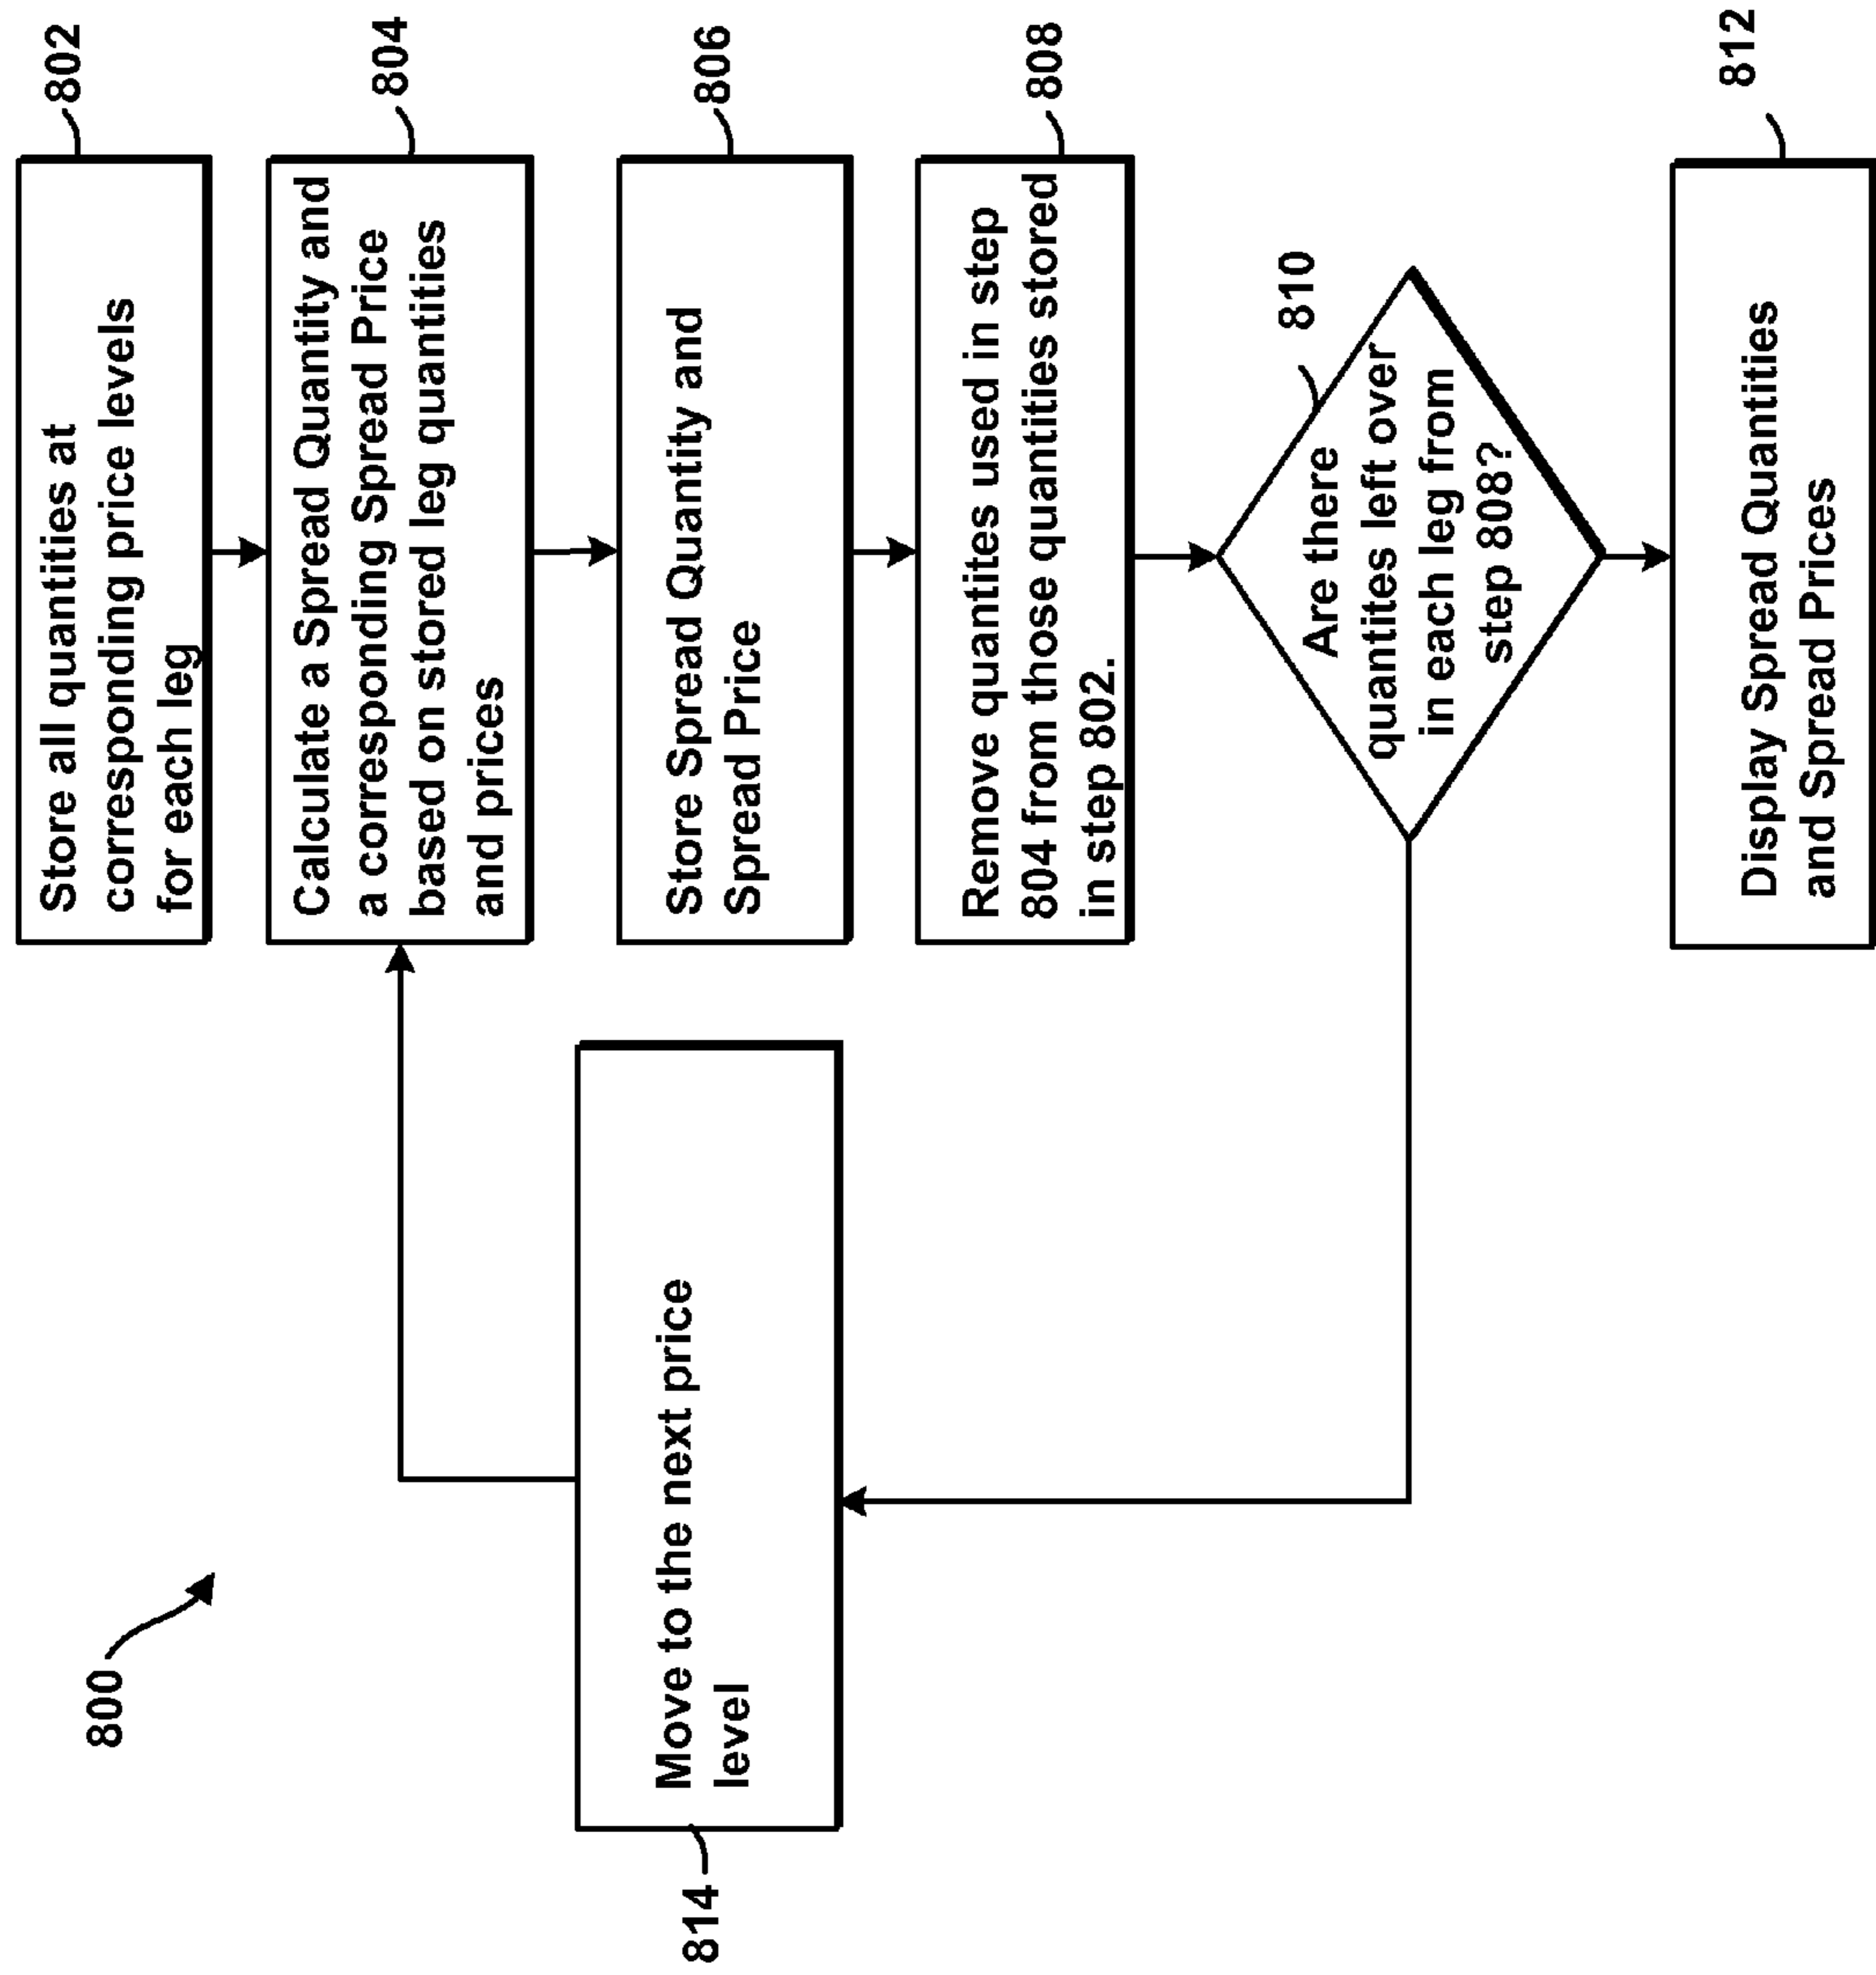 800
802
Store all quantities at
corresponding price levels
for each leg
804
Calculate a Spread Quantity and
a corresponding Spread Price
based on stored leg quantities
and prices
806
Store Spread Quantity and
Spread Price
808
Remove quantites used in step
804 from those quantities stored
in step 802.
810
Are there
quantites left over
in each leg from
step 808?
812
Display Spread Quantities
and Spread Prices
814
Move to the next price
level